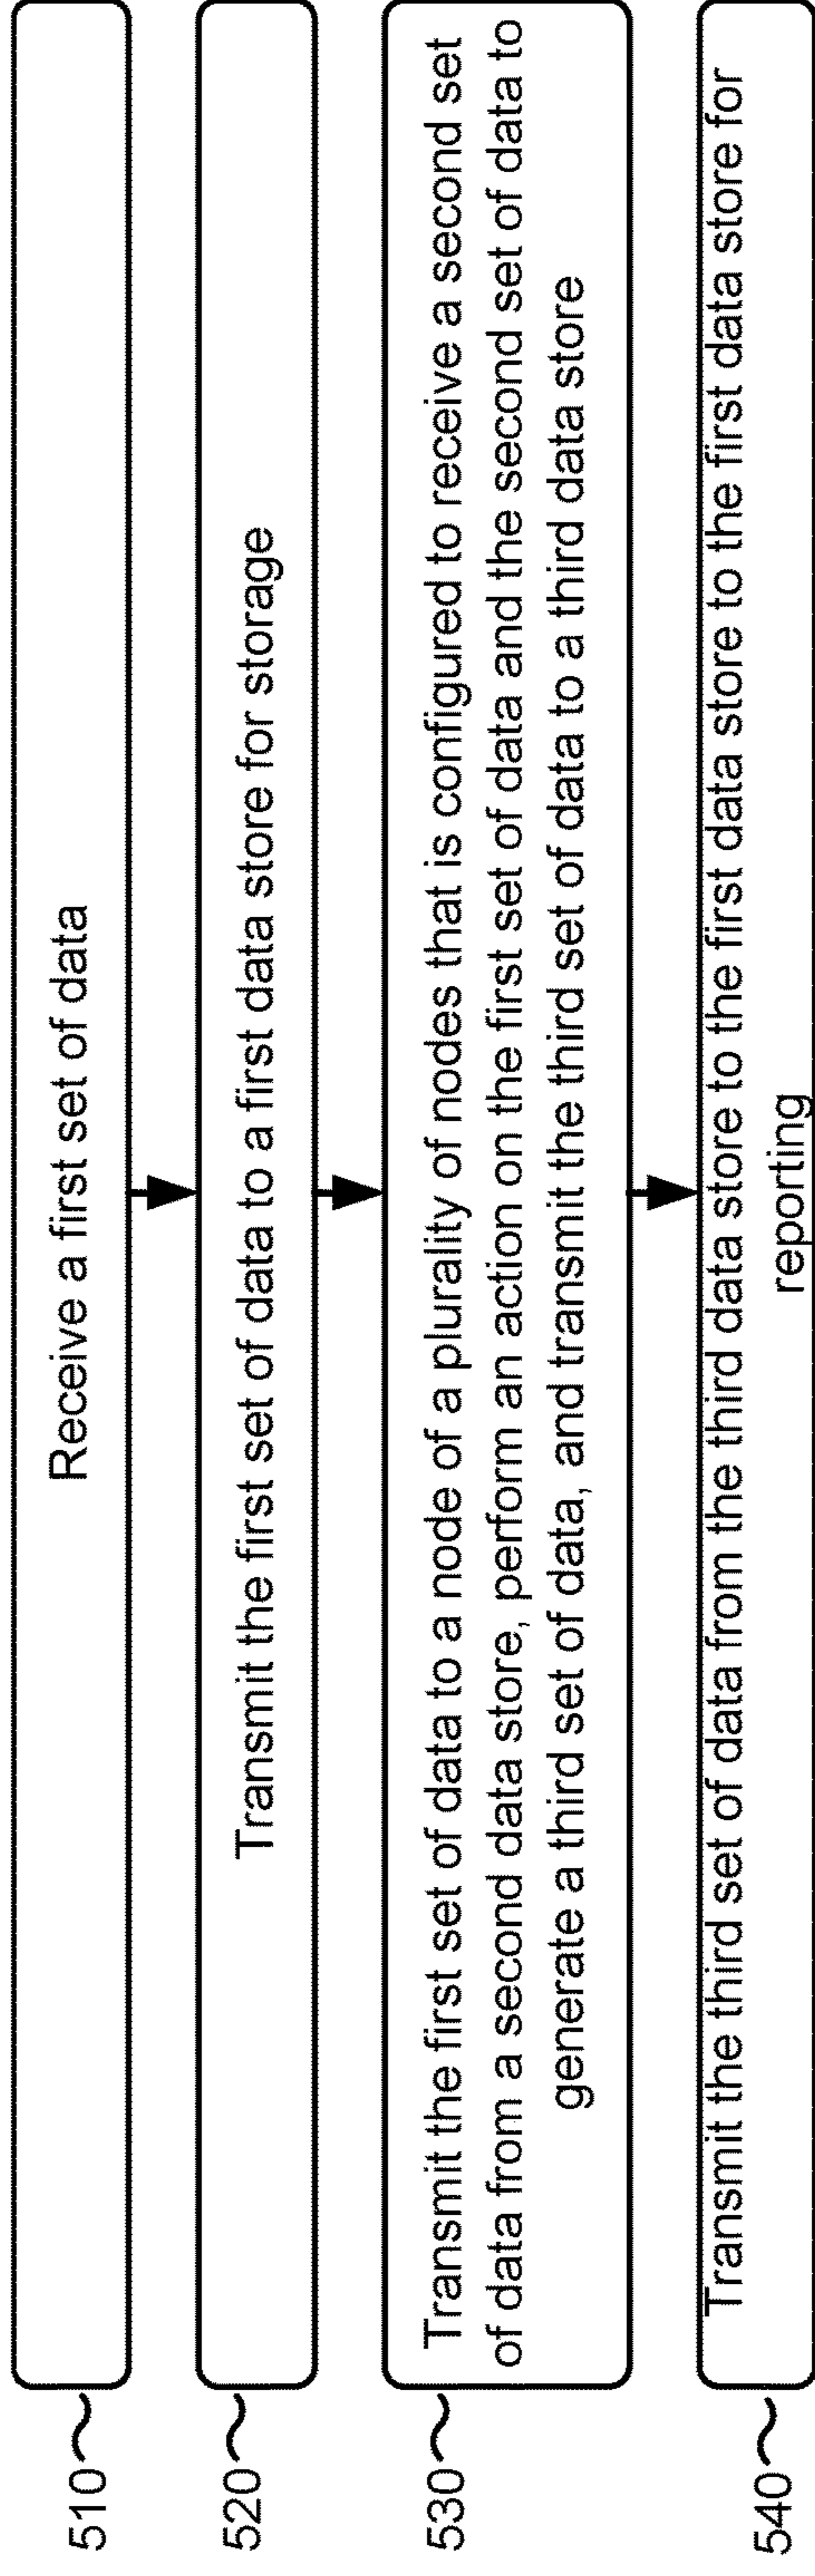 510
Receive a first set of data
520
Transmit the first set of data to a first data store for storage
530
Transmit the first set of data to a node of a plurality of nodes that is configured to receive a second set
of data from a second data store, perform an action on the first set of data and the second set of data to
generate a third set of data, and transmit the third set of data to a third data store
540
Transmit the third set of data from the third data store to the first data store to the first data store for
reporting